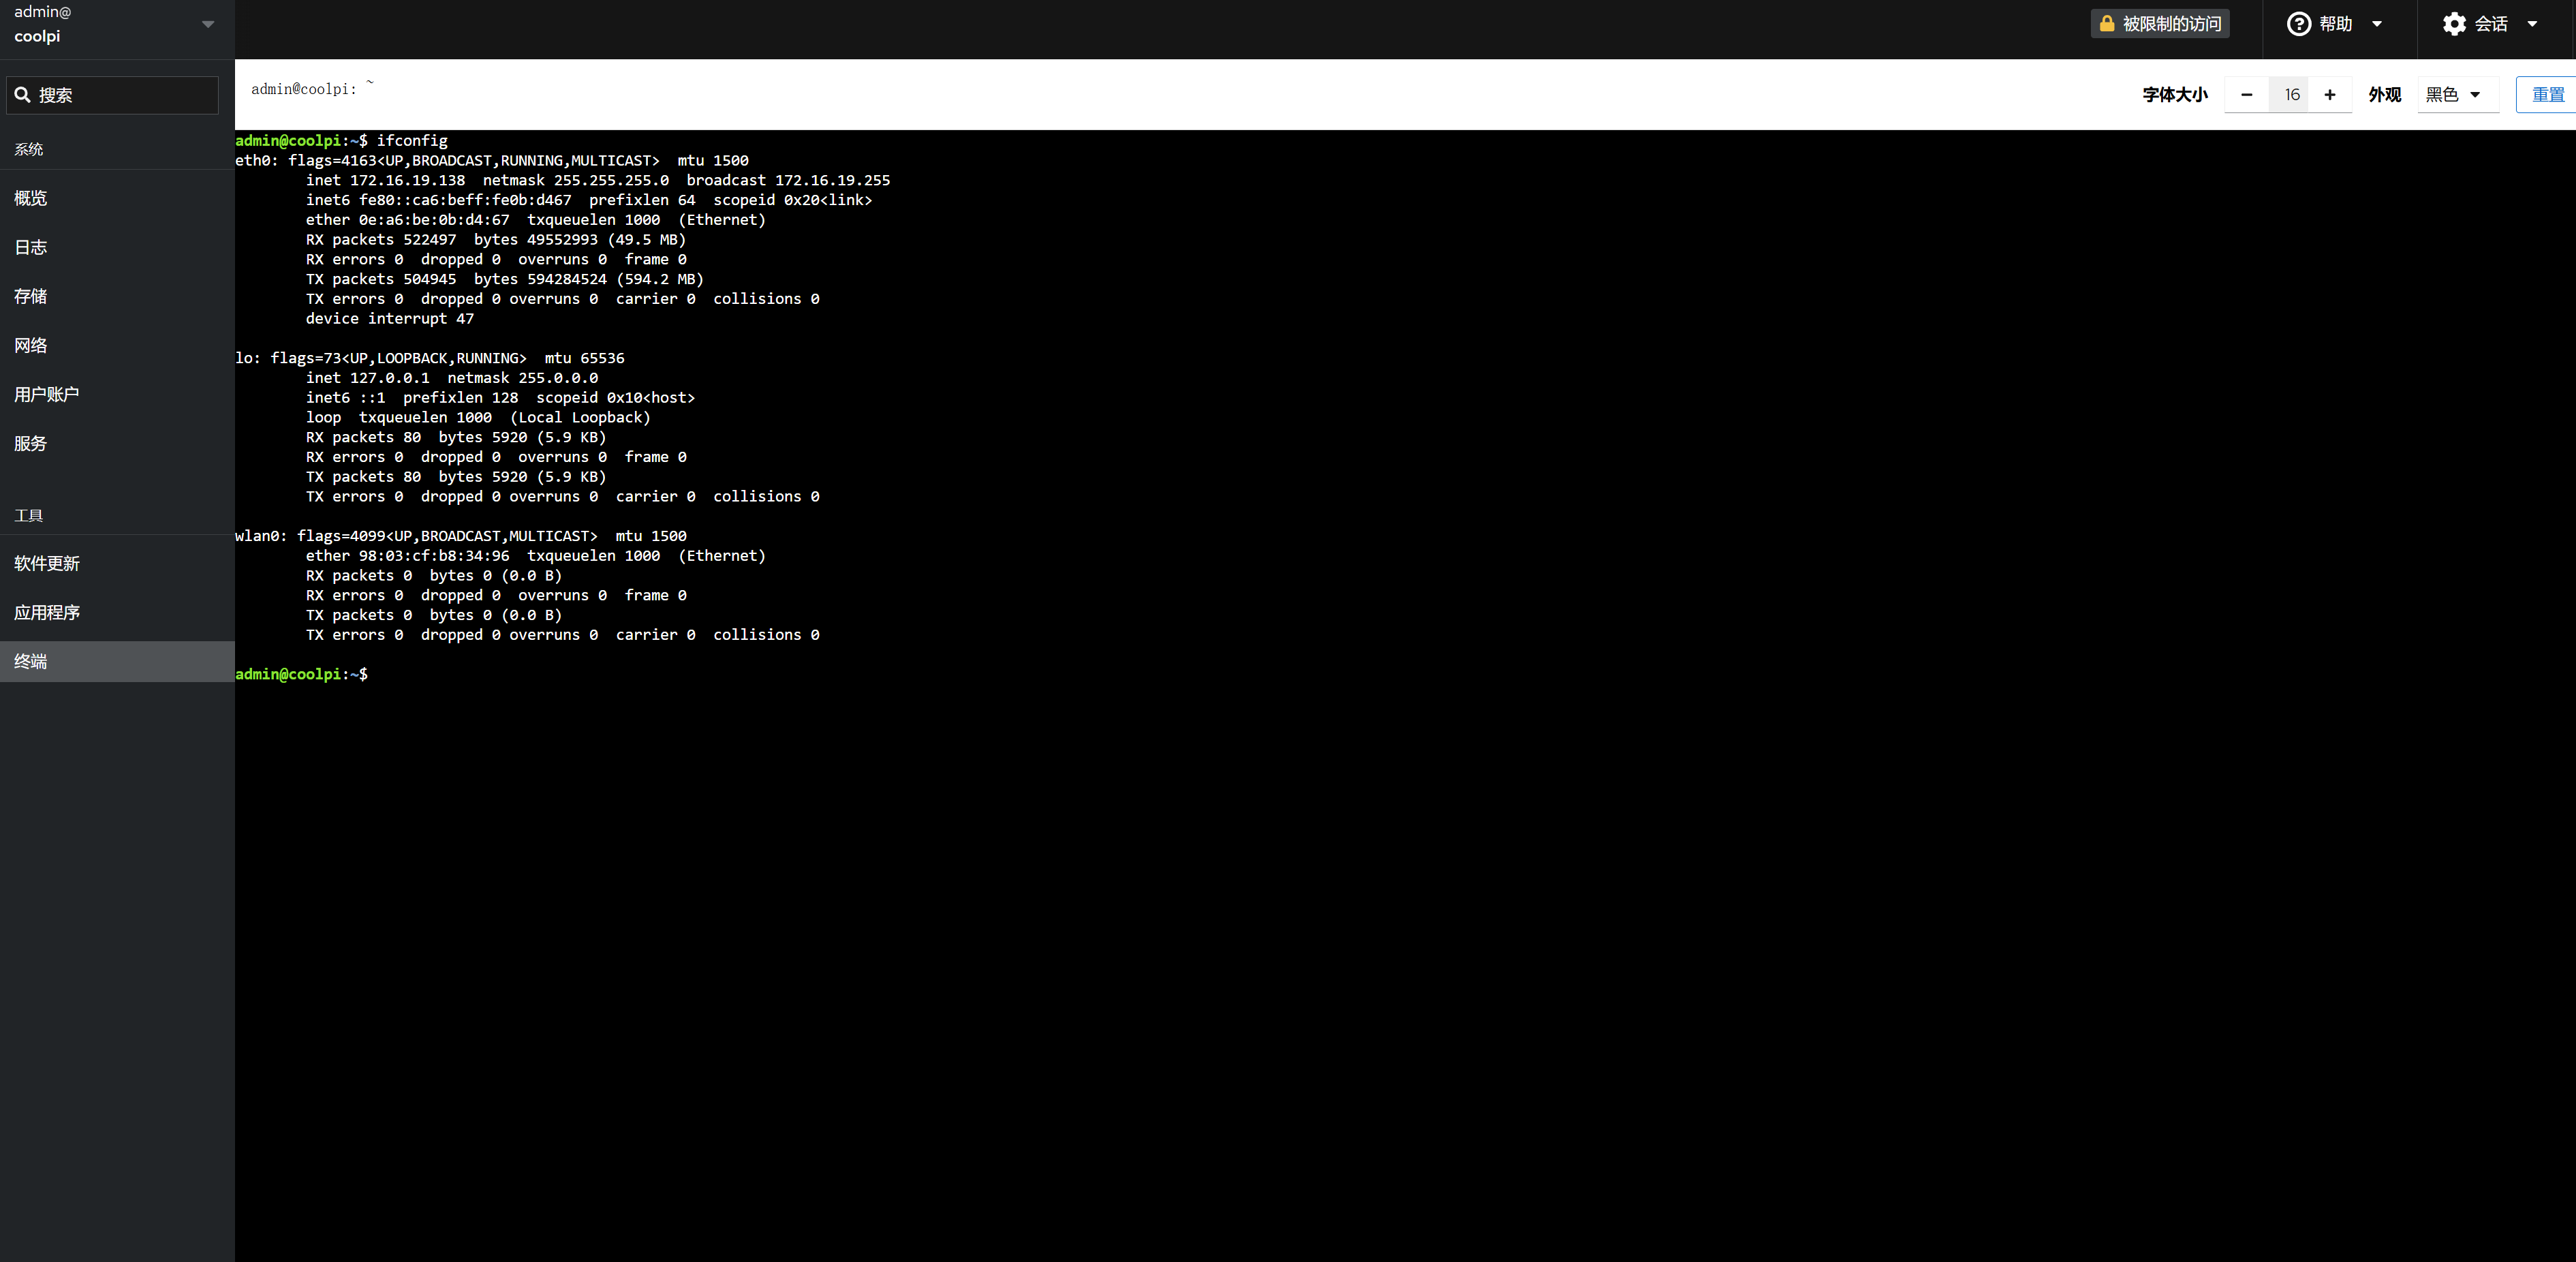 admin@
coolpi
被限制的访问
帮助
会话
搜索
系统
概览
日志
存储
网络
用户账户
服务
工具
软件更新
应用程序
终端
admin@coolpi: ~
字体大小
16
外观
黑色
重置
admin@coolpi:~$ ifconfig
eth0: flags=4163<UP,BROADCAST,RUNNING,MULTICAST>  mtu 1500
        inet 172.16.19.138  netmask 255.255.255.0  broadcast 172.16.19.255
        inet6 fe80::ca6:beff:fe0b:d467  prefixlen 64  scopeid 0x20<link>
        ether 0e:a6:be:0b:d4:67  txqueuelen 1000  (Ethernet)
        RX packets 522497  bytes 49552993 (49.5 MB)
        RX errors 0  dropped 0  overruns 0  frame 0
        TX packets 504945  bytes 594284524 (594.2 MB)
        TX errors 0  dropped 0 overruns 0  carrier 0  collisions 0
        device interrupt 47
lo: flags=73<UP,LOOPBACK,RUNNING>  mtu 65536
        inet 127.0.0.1  netmask 255.0.0.0
        inet6 ::1  prefixlen 128  scopeid 0x10<host>
        loop  txqueuelen 1000  (Local Loopback)
        RX packets 80  bytes 5920 (5.9 KB)
        RX errors 0  dropped 0  overruns 0  frame 0
        TX packets 80  bytes 5920 (5.9 KB)
        TX errors 0  dropped 0 overruns 0  carrier 0  collisions 0
wlan0: flags=4099<UP,BROADCAST,MULTICAST>  mtu 1500
        ether 98:03:cf:b8:34:96  txqueuelen 1000  (Ethernet)
        RX packets 0  bytes 0 (0.0 B)
        RX errors 0  dropped 0  overruns 0  frame 0
        TX packets 0  bytes 0 (0.0 B)
        TX errors 0  dropped 0 overruns 0  carrier 0  collisions 0
admin@coolpi:~$